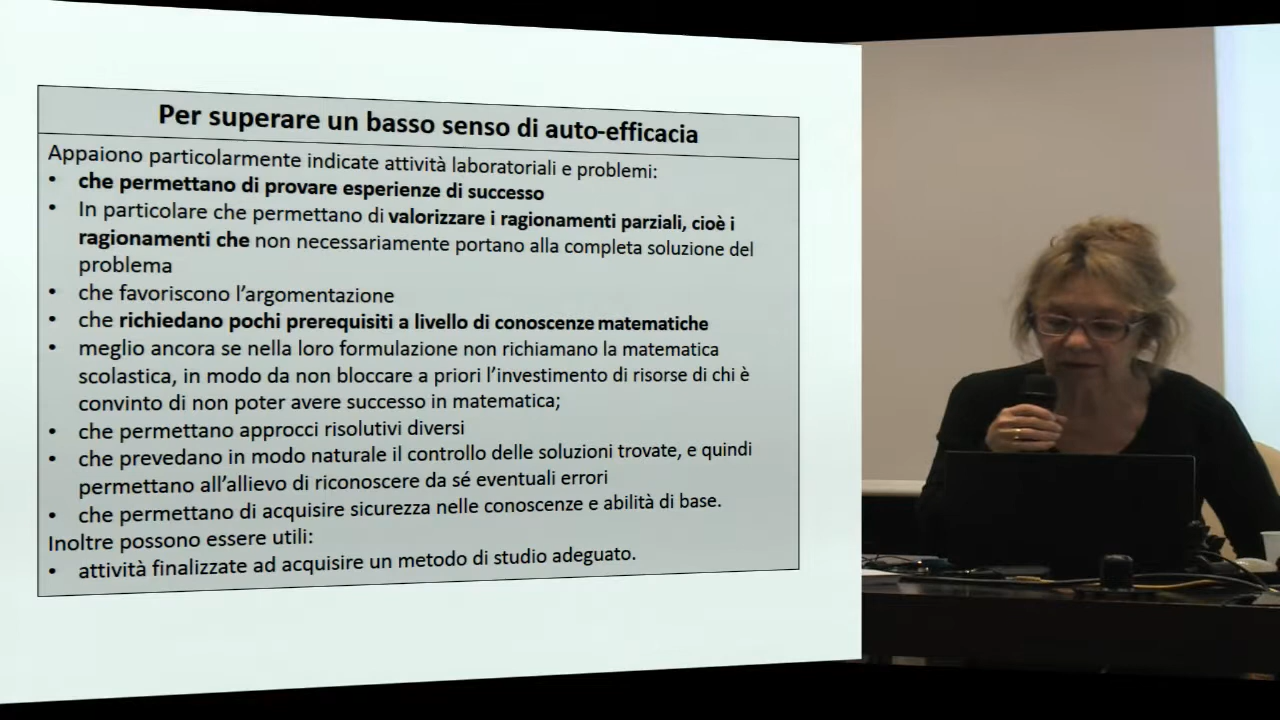 Per superare un basso senso di auto-efficacia
Appaiono particolarmente indicate attività laboratoriali e problemi:
• che permettano di provare esperienze di successo
• In particolare che permettano di valorizzare i ragionamenti parziali, cioè i
ragionamenti che non necessariamente portano alla completa soluzione del
problema
• che favoriscono l'argomentazione
• che richiedano pochi prerequisiti a livello di conoscenze matematiche
• meglio ancora se nella loro formulazione non richiamano la matematica
scolastica, in modo da non bloccare a priori l'investimento di risorse di chi è
convinto di non poter avere successo in matematica;
• che permettano approcci risolutivi diversi
• che prevedano in modo naturale il controllo delle soluzioni trovate, e quindi
permettano all'allievo di riconoscere da sé eventuali errori
• che permettano di acquisire sicurezza nelle conoscenze e abilità di base.
Inoltre possono essere utili:
• attività finalizzate ad acquisire un metodo di studio adeguato.